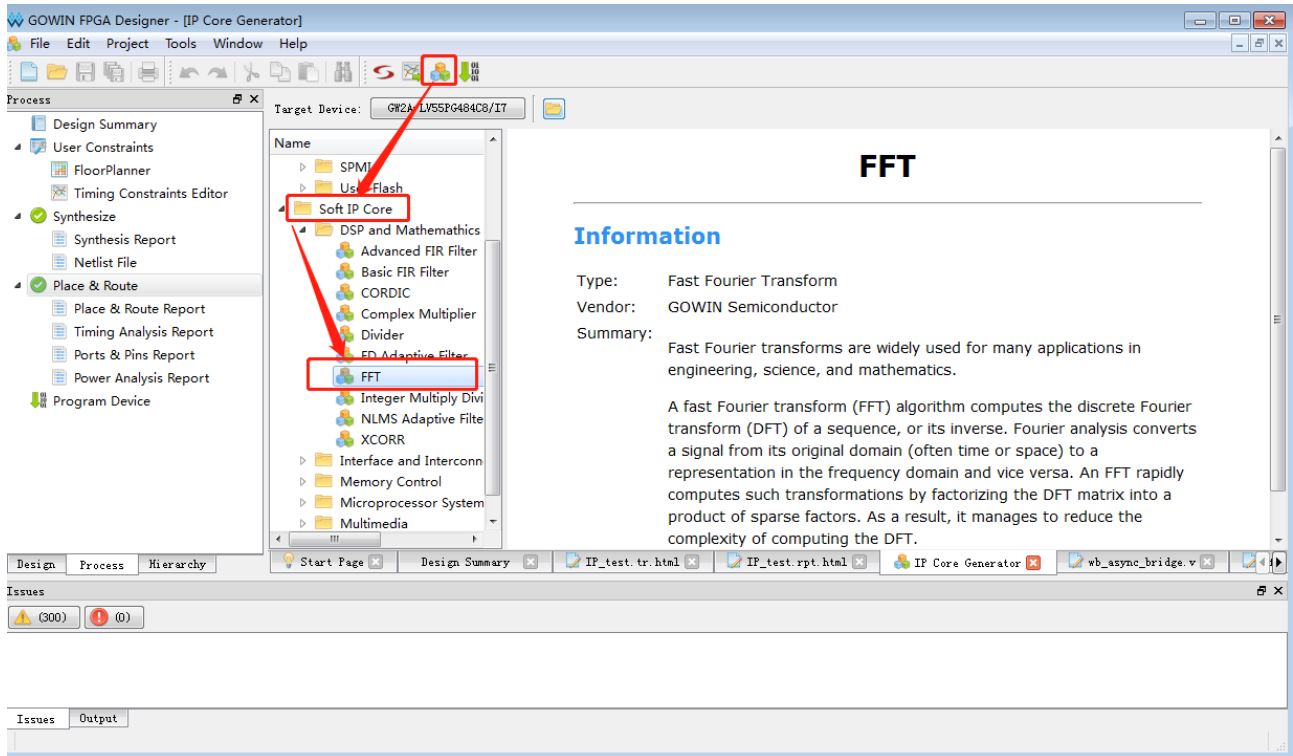 GOWIN FPGA Designer - [IP Core Generator]
File Edit Project Tools Window Help
Process
Target Device: GW2A-LV55PG484C8/I7
Design Summary
User Constraints
FloorPlanner
Timing Constraints Editor
Synthesize
Synthesis Report
Netlist File
Place & Route
Place & Route Report
Timing Analysis Report
Ports & Pins Report
Power Analysis Report
Program Device
Name
SPMI
User Flash
Soft IP Core
DSP and Mathemathics
Advanced FIR Filter
Basic FIR Filter
CORDIC
Complex Multiplier
Divider
FD Adaptive Filter
FFT
Integer Multiply Divi
NLMS Adaptive Filte
XCORR
Interface and Interconn
Memory Control
Microprocessor System
Multimedia
FFT
Information
Type: Fast Fourier Transform
Vendor: GOWIN Semiconductor
Summary:
Fast Fourier transforms are widely used for many applications in
engineering, science, and mathematics.
A fast Fourier transform (FFT) algorithm computes the discrete Fourier
transform (DFT) of a sequence, or its inverse. Fourier analysis converts
a signal from its original domain (often time or space) to a
representation in the frequency domain and vice versa. An FFT rapidly
computes such transformations by factorizing the DFT matrix into a
product of sparse factors. As a result, it manages to reduce the
complexity of computing the DFT.
Design Process Hierarchy
Start Page Design Summary IP_test.tr.html IP_test.rpt.html IP Core Generator wb_async_bridge.v
Issues
(300) (0)
Issues Output